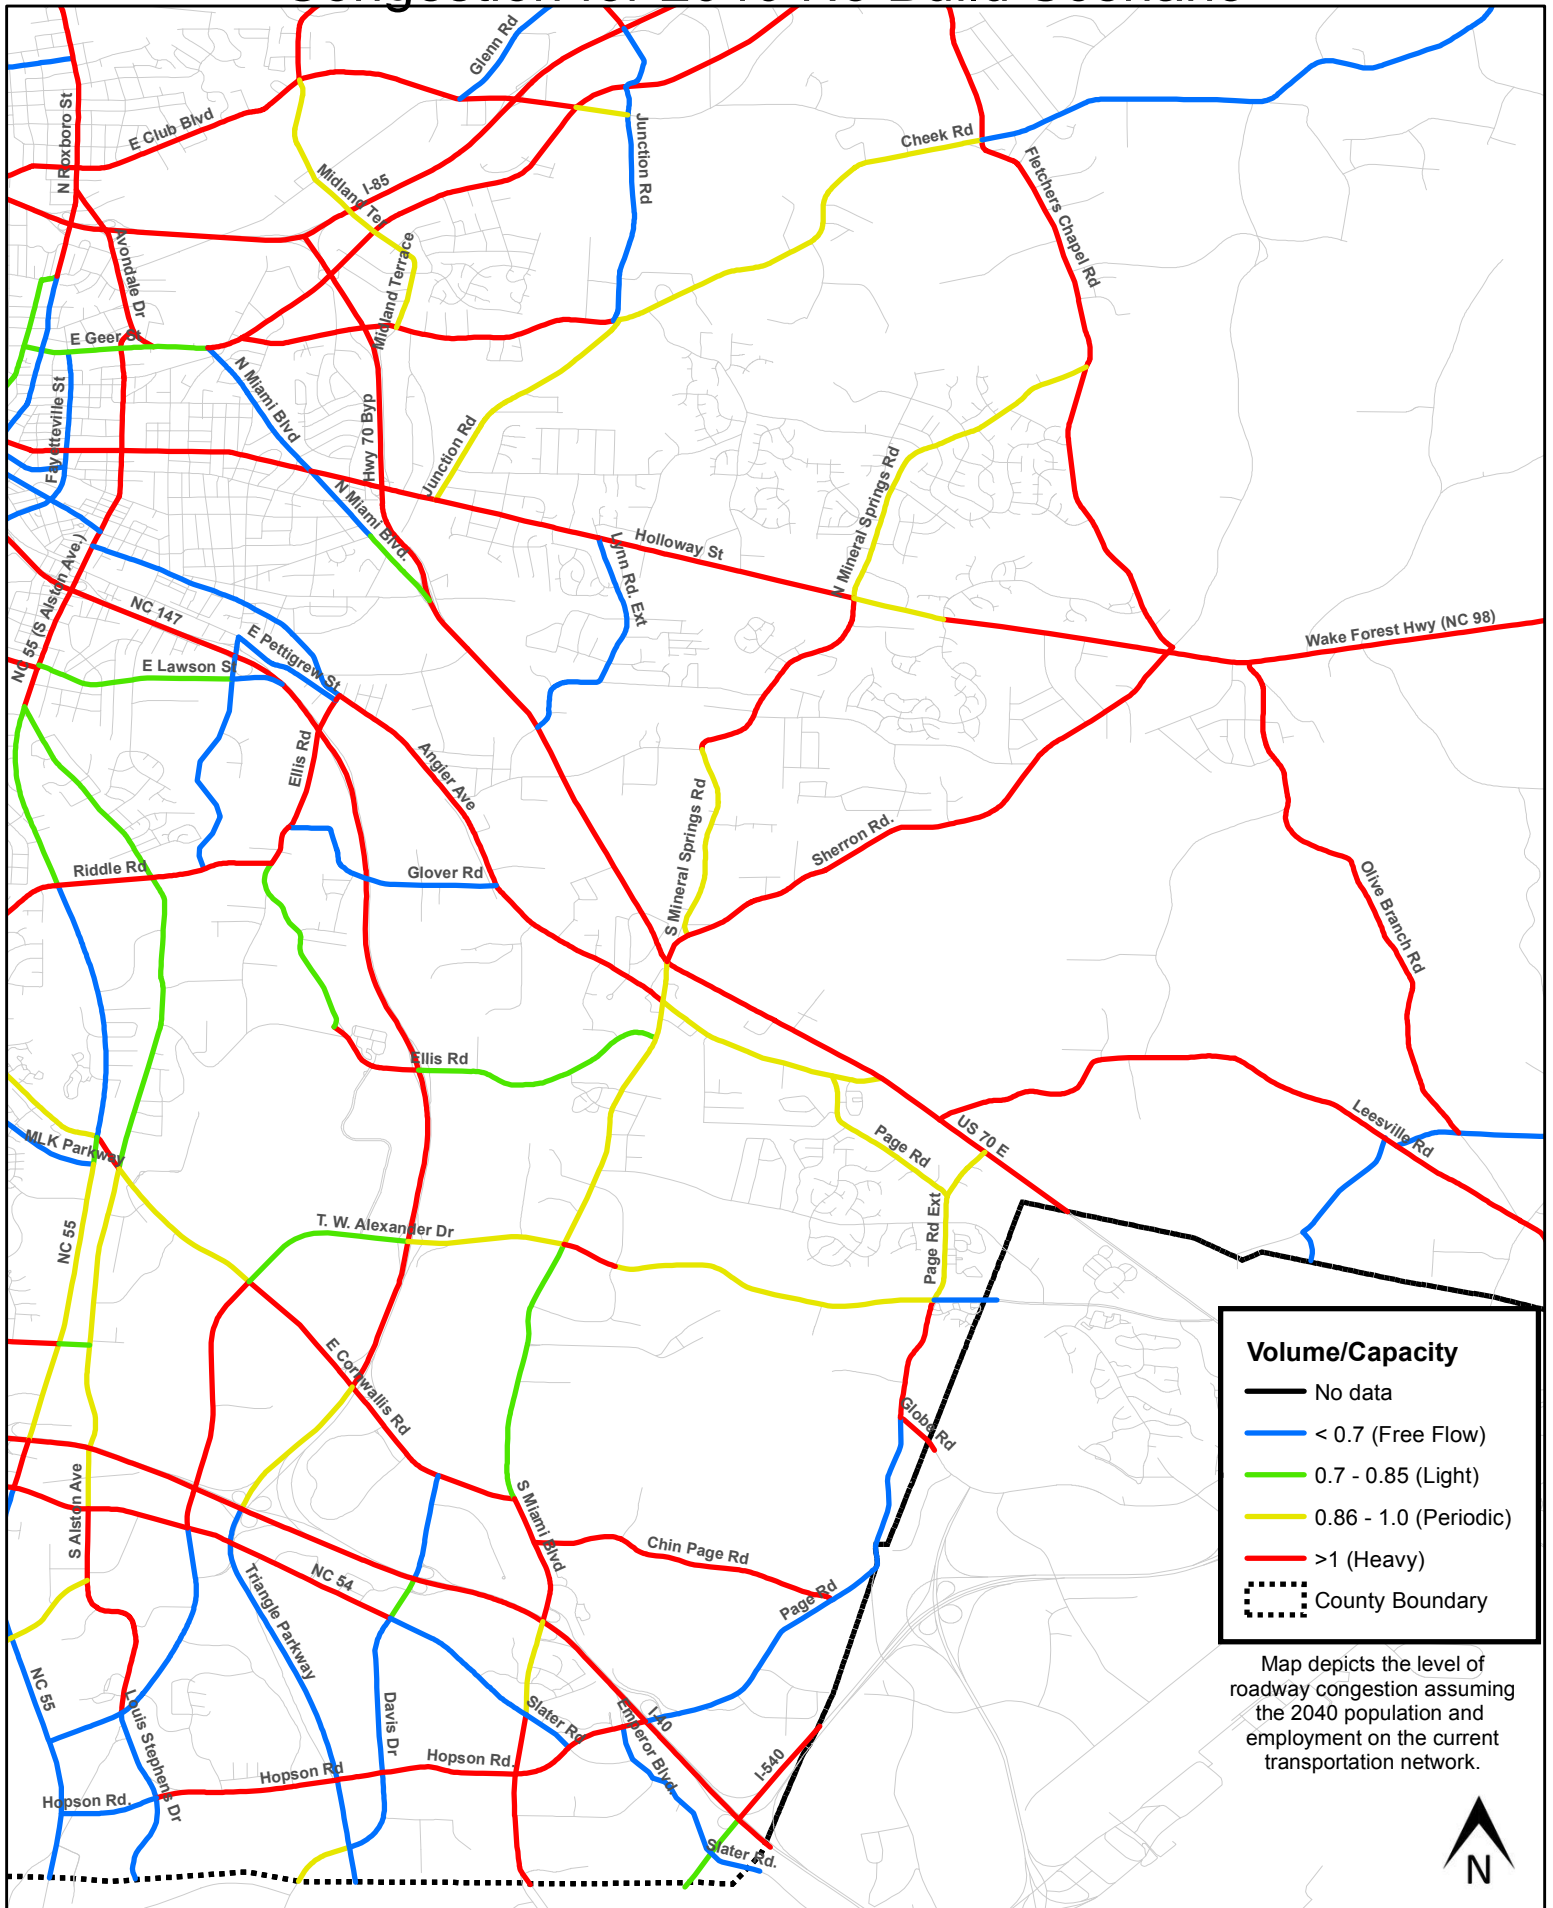 Congestion for 2040 No Build Scenario
Glenn Rd
N Roxboro St
E Club Blvd
Junction Rd
Cheek Rd
Fletchers Chapel Rd
I-85
Midland Ter
Avondale Dr
Midland Terrace
E Geer St
N Miami Blvd
Fayetteville St
Hwy 70 Byp
Junction Rd
N Mineral Springs Rd
N Miami Blvd.
Holloway St
Lynn Rd. Ext
NC 55 (S Alston Ave.)
NC 147
E Pettigrew St
E Lawson St
Wake Forest Hwy (NC 98)
Ellis Rd
Angier Ave
S Mineral Springs Rd
Sherron Rd.
Riddle Rd
Glover Rd
Olive Branch Rd
Ellis Rd
US 70 E
Leesville Rd
Page Rd
MLK Parkway
NC 55
T. W. Alexander Dr
Page Rd Ext
E Cornwallis Rd
Globe Rd
S Alston Ave
S Miami Blvd
Chin Page Rd
NC 54
Triangle Parkway
Page Rd
NC 55
Louis Stephens Dr
Davis Dr
Slater Rd
Emperor Blvd.
I-40
I-540
Hopson Rd
Hopson Rd.
Hopson Rd.
Slater Rd.
Volume/Capacity
No data
< 0.7 (Free Flow)
0.7 - 0.85 (Light)
0.86 - 1.0 (Periodic)
>1 (Heavy)
County Boundary
Map depicts the level of
roadway congestion assuming
the 2040 population and
employment on the current
transportation network.
N